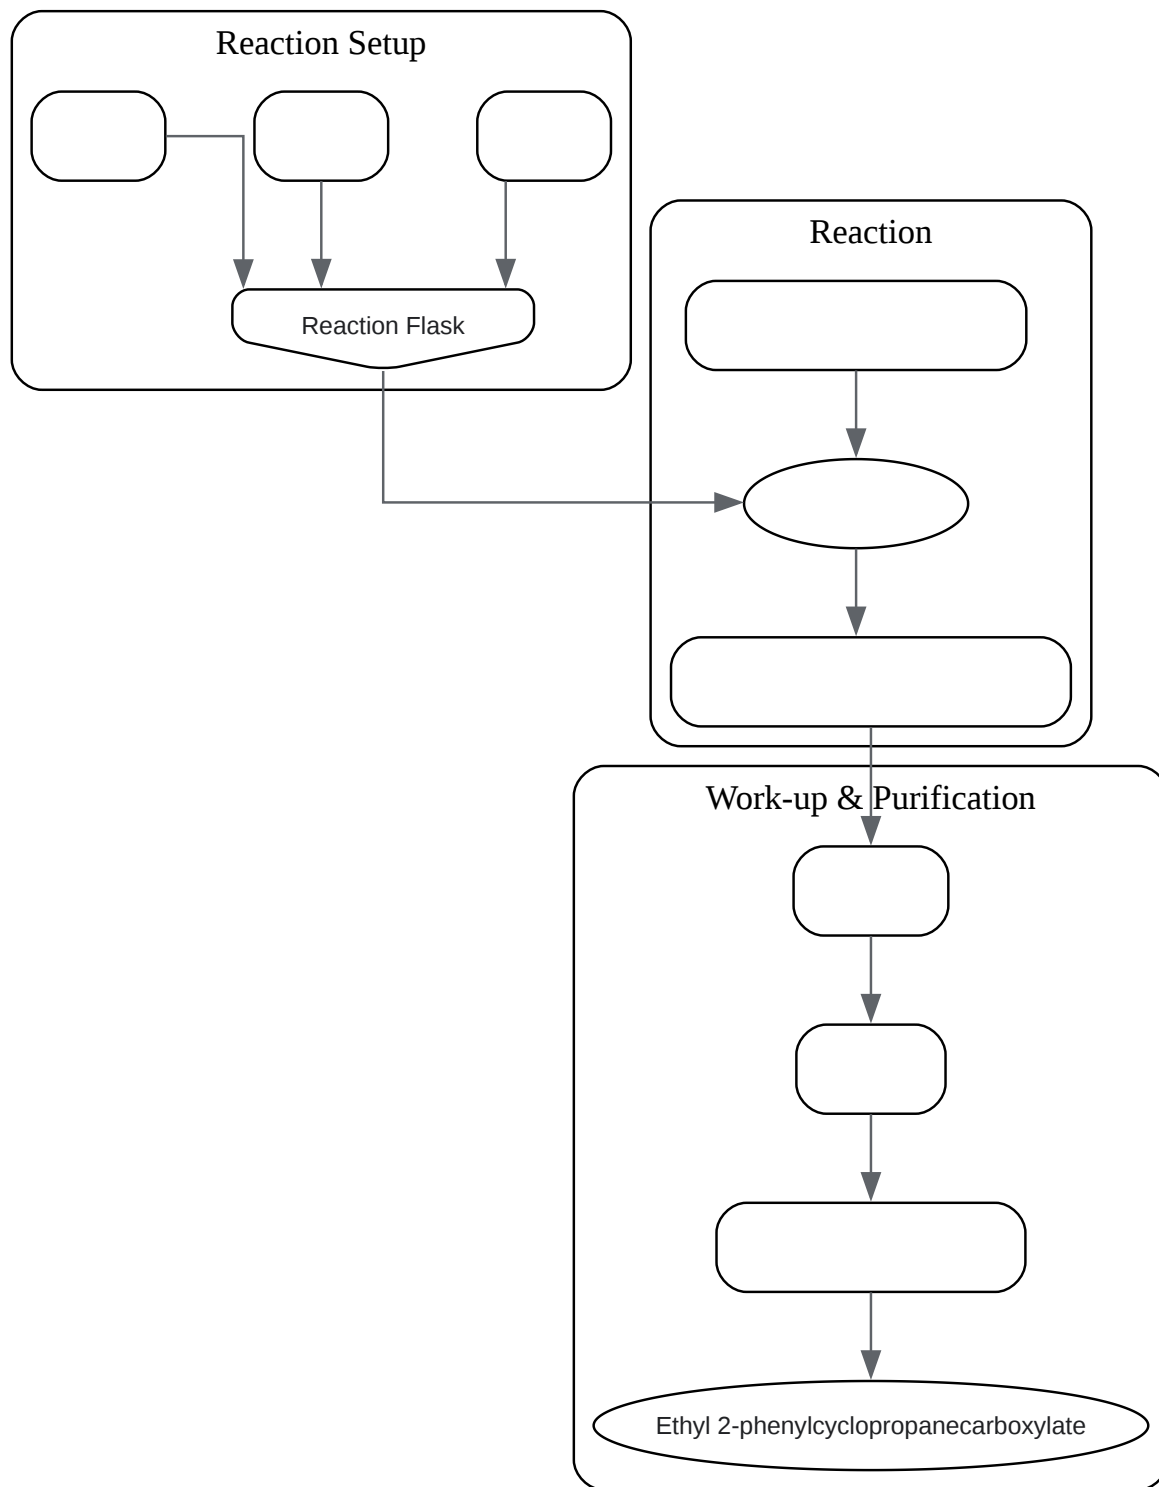 Reaction Setup
Reaction Flask
Reaction
Work-up & Purification
Ethyl 2-phenylcyclopropanecarboxylate